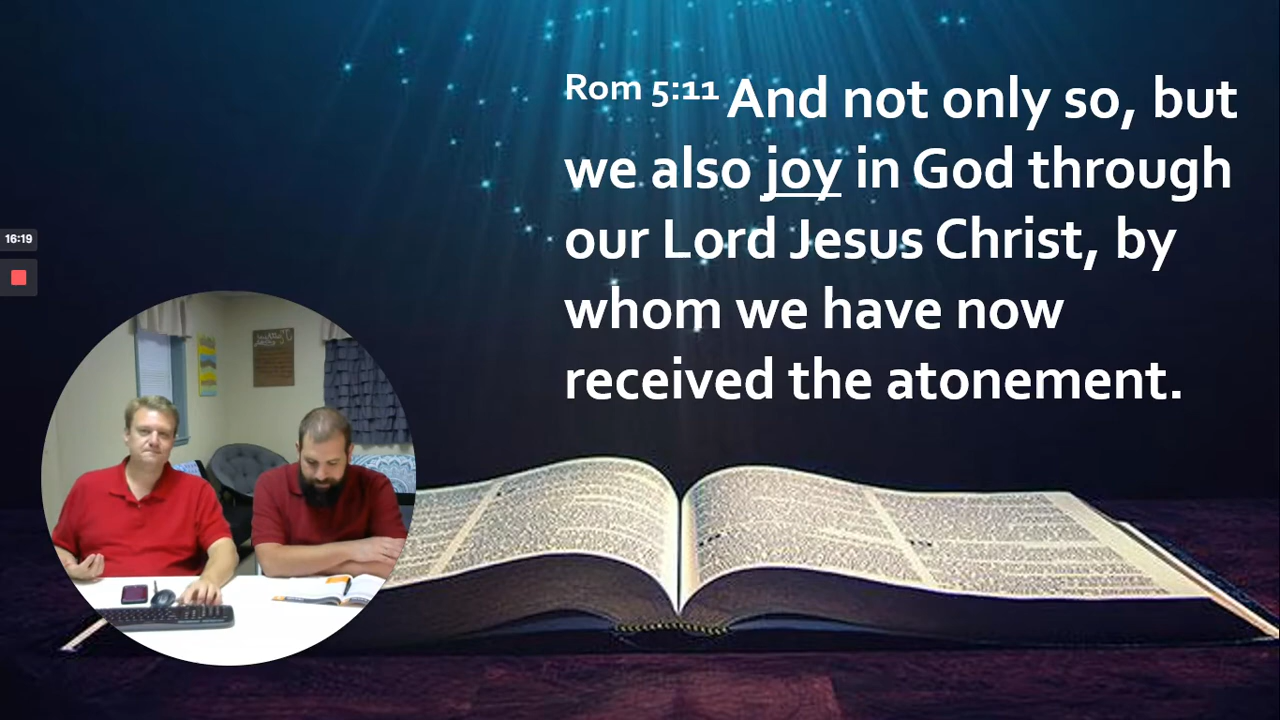 Rom 5:11 And not only so, but
we also joy in God through
our Lord Jesus Christ, by
whom we have now
received the atonement.
16:19